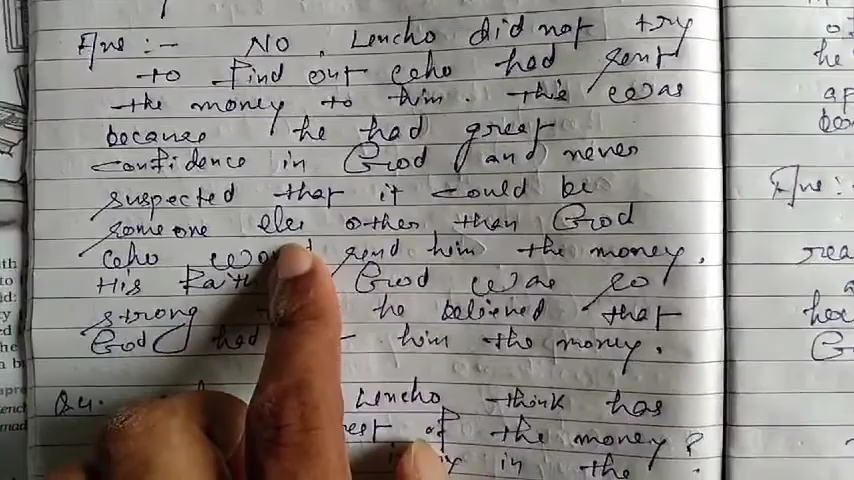 Ans :- No, Lencho did not try
to find out who had sent
the money to him. this was
because he had great
confidence in God and never
suspected that it could be
someone else other than God
who would send him the money.
His Faith God was so
strong he believed that
God had him the money.
Q4. Lencho think has
rest of the money?
in the